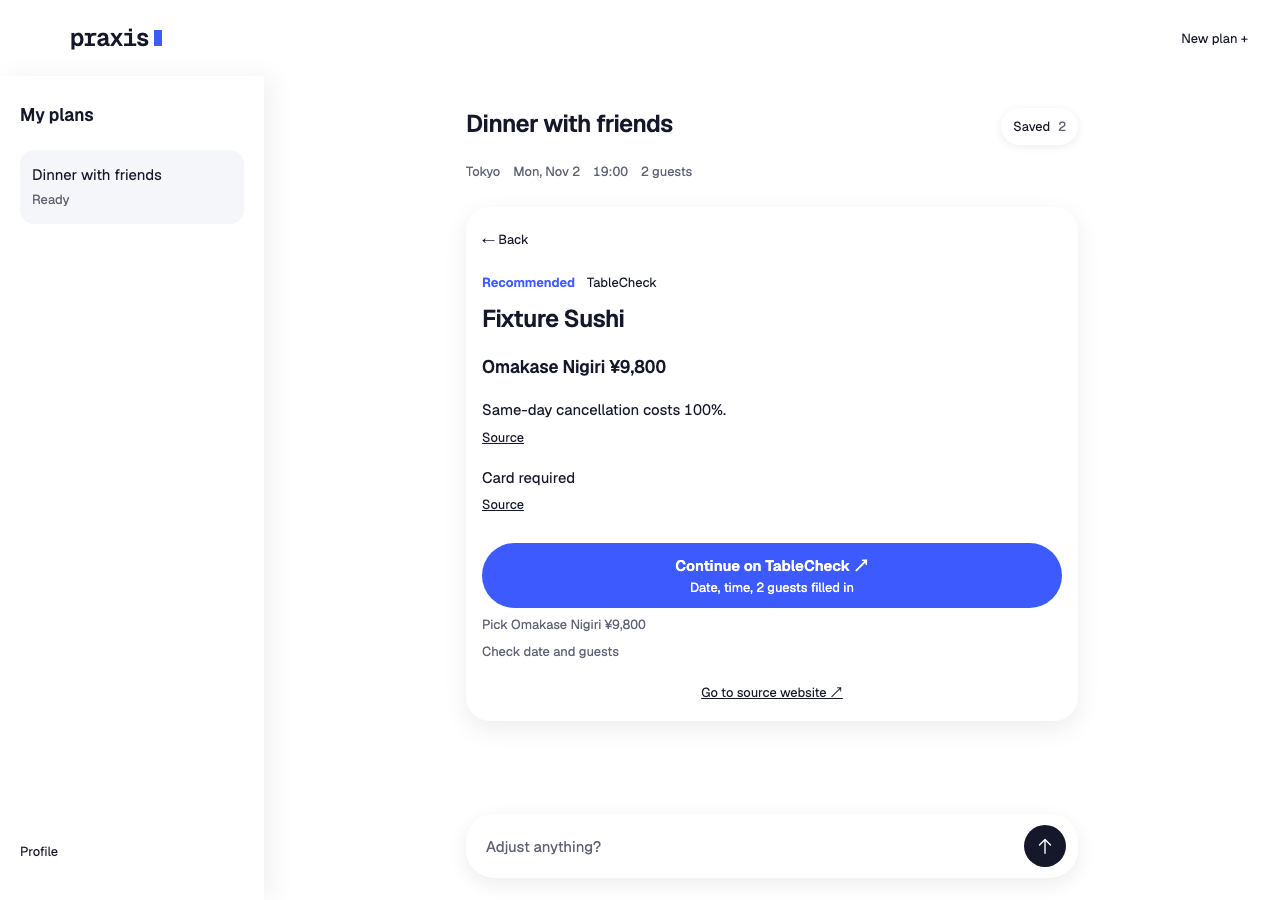 praxis
New plan +
My plans
Dinner with friends
Ready
Profile
Dinner with friends
Saved 2
Tokyo Mon, Nov 2 19:00 2 guests
← Back
Recommended TableCheck
Fixture Sushi
Omakase Nigiri ¥9,800
Same-day cancellation costs 100%.
Source
Card required
Source
Continue on TableCheck ↗
Date, time, 2 guests filled in
Pick Omakase Nigiri ¥9,800
Check date and guests
Go to source website ↗
Adjust anything?